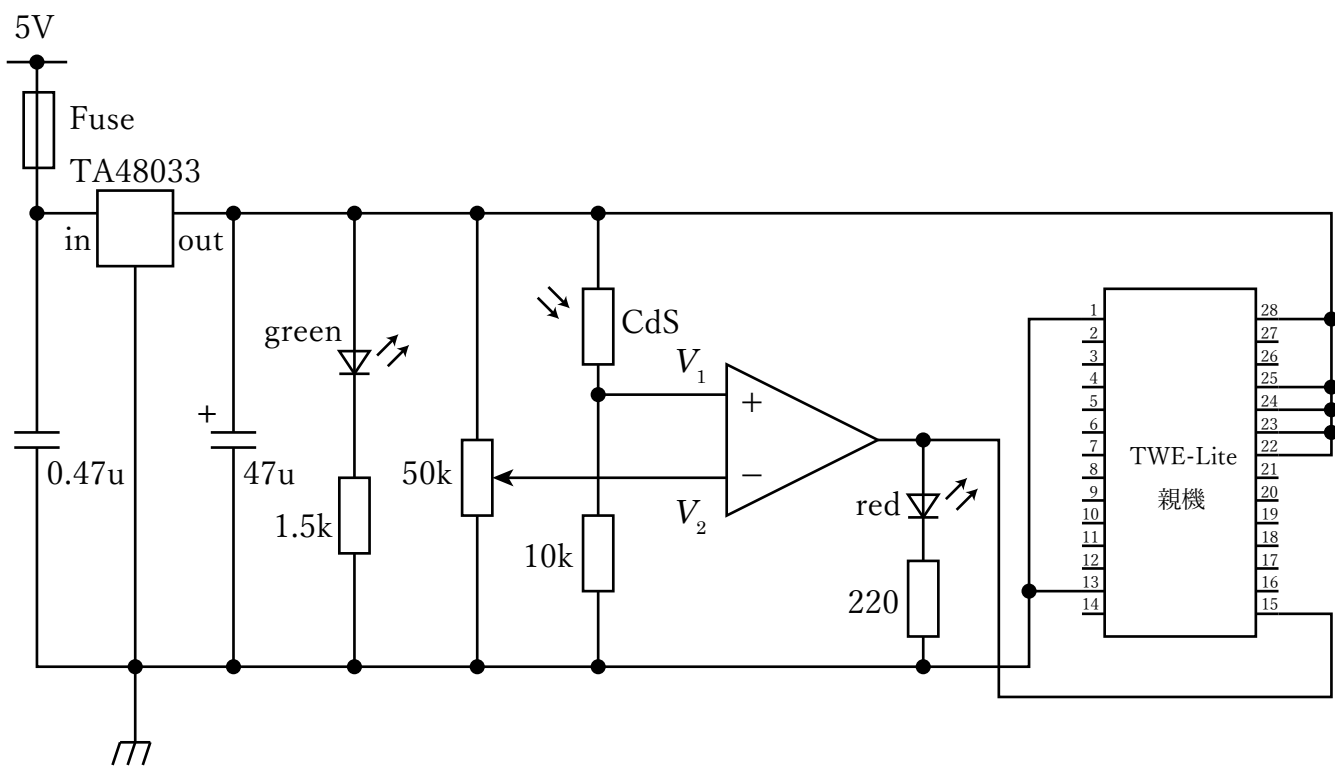 5V
Fuse
TA48033
in
out
green
CdS
V1
+
−
V2
+
0.47u
47u
1.5k
50k
10k
red
220
TWE-Lite
親機
1
2
3
4
5
6
7
8
9
10
11
12
13
14
28
27
26
25
24
23
22
21
20
19
18
17
16
15